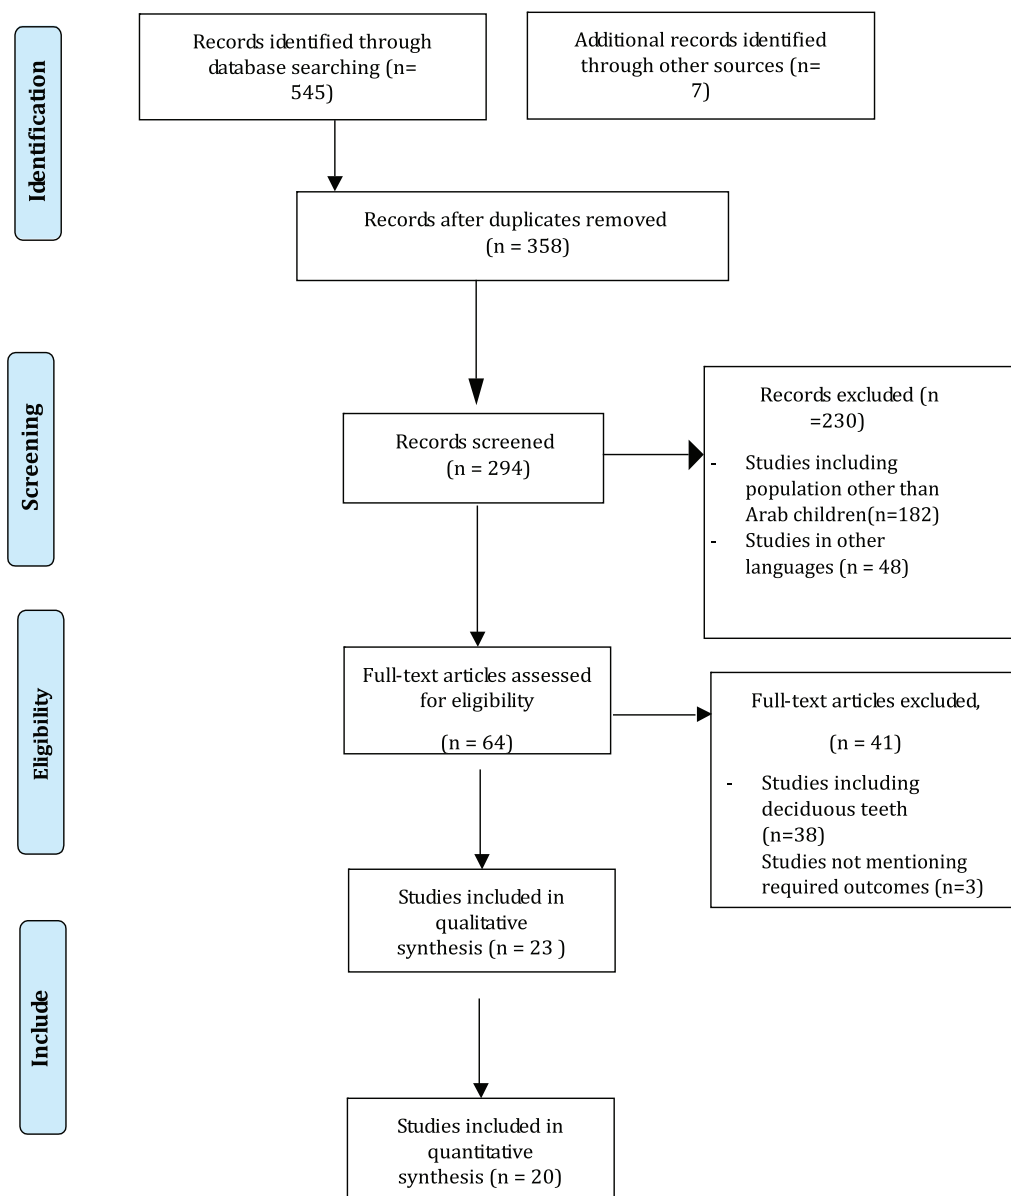 Identification
Records identified through
database searching (n=
545)
Additional records identified
through other sources (n=
7)
Records after duplicates removed
(n = 358)
Screening
Records screened
(n = 294)
Records excluded (n
=230)
- Studies including
population other than
Arab children(n=182)
- Studies in other
languages (n = 48)
Eligibility
Full-text articles assessed
for eligibility
(n = 64)
Full-text articles excluded,
(n = 41)
- Studies including
deciduous teeth
(n=38)
Studies not mentioning
required outcomes (n=3)
Include
Studies included in
qualitative
synthesis (n = 23 )
Studies included in
quantitative
synthesis (n = 20)